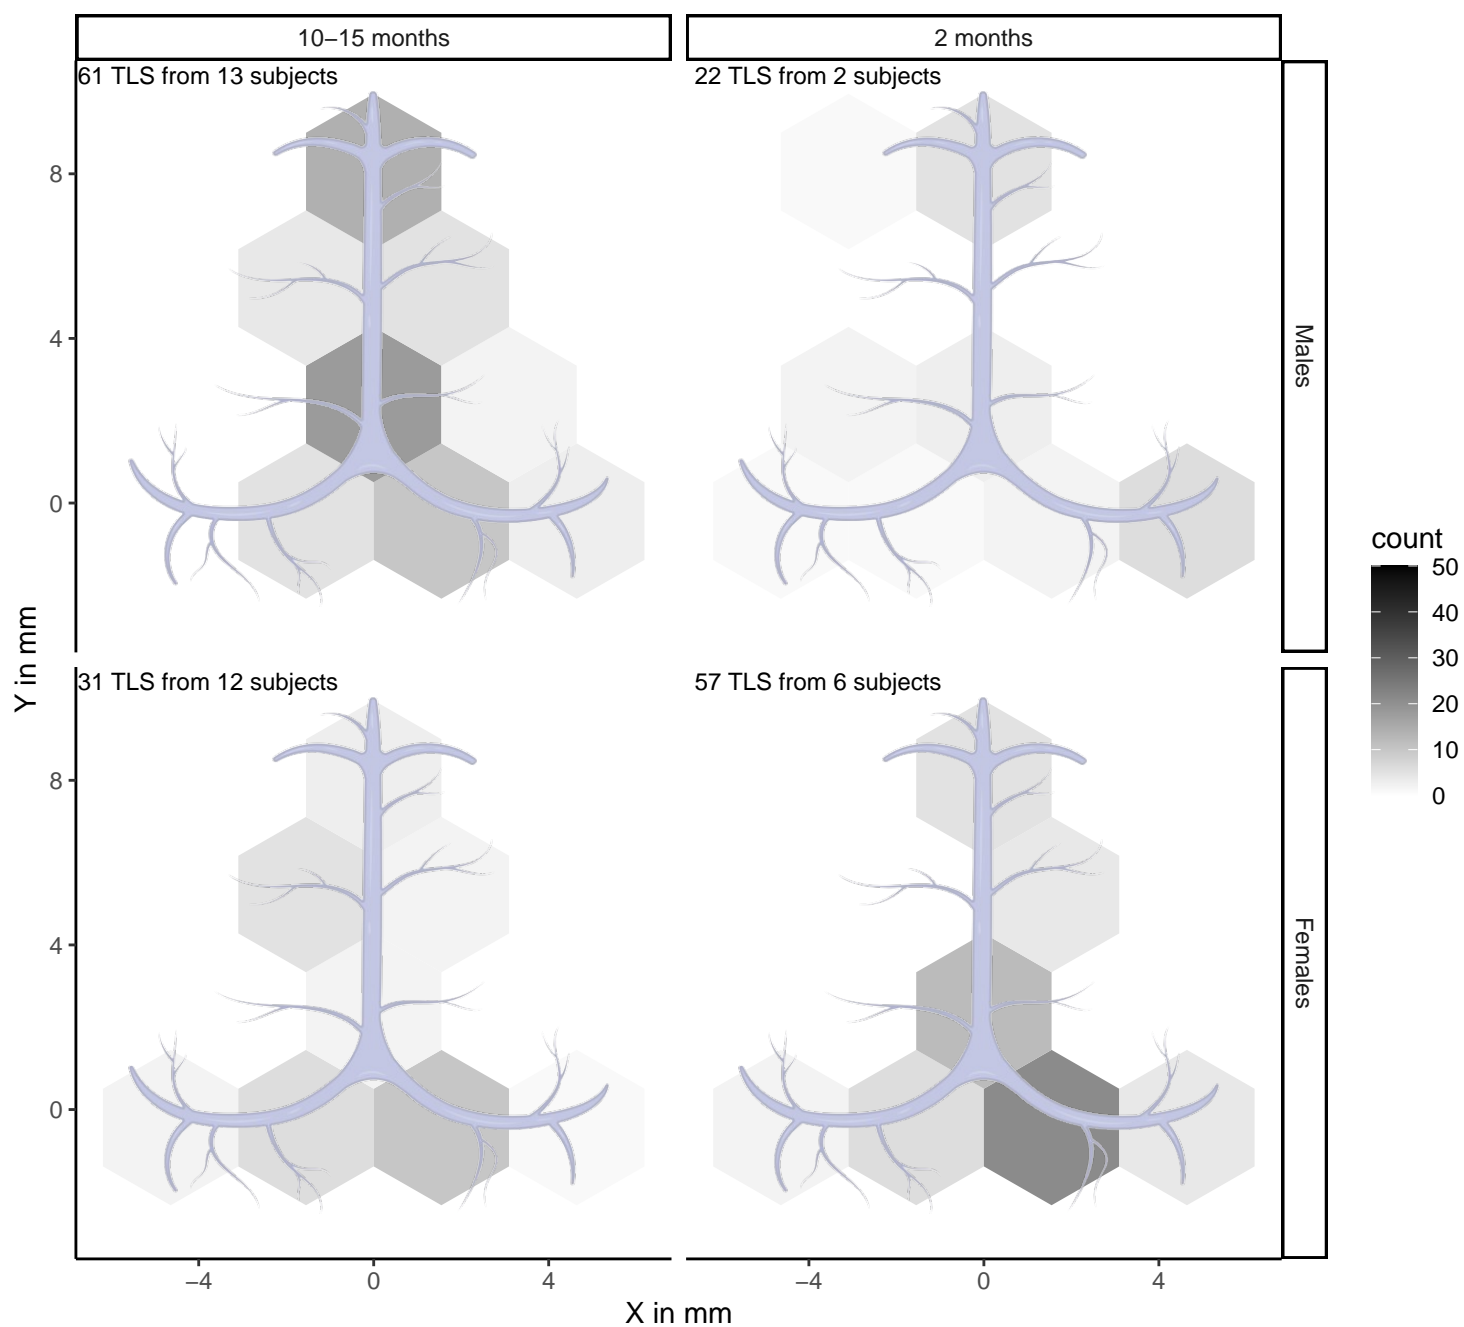 10−15 months
2 months
61 TLS from 13 subjects
22 TLS from 2 subjects
Males
8
4
0
31 TLS from 12 subjects
57 TLS from 6 subjects
Females
8
4
0
−4
0
4
−4
0
4
X in mm
Y in mm
count
50
40
30
20
10
0